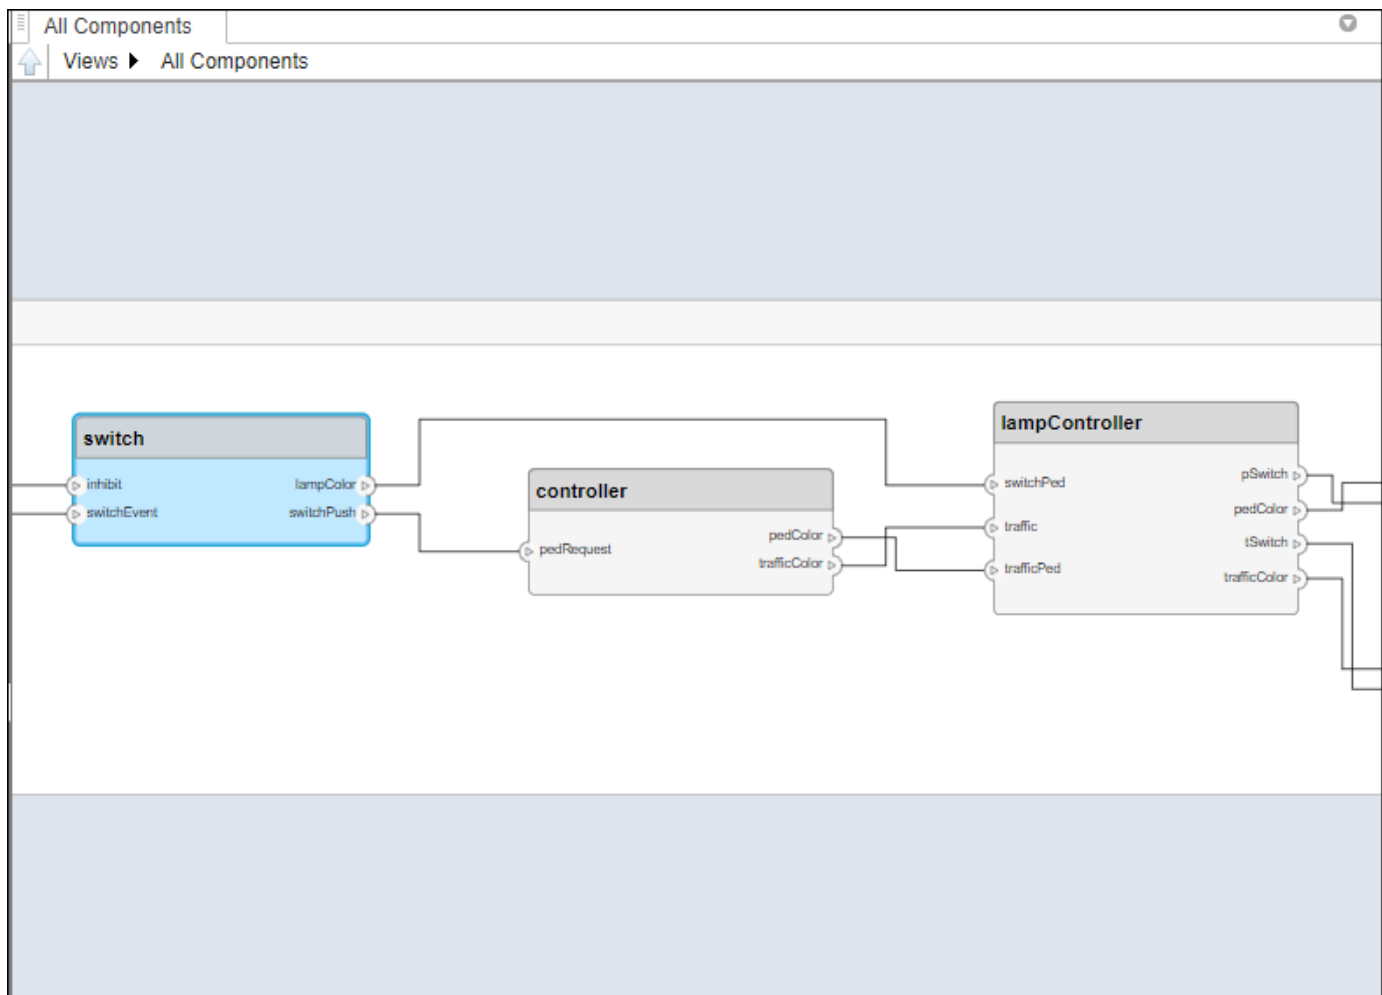 All Components
Views All Components
switch
inhibit lampColor
switchEvent switchPush
controller
pedColor
pedRequest
trafficColor
lampController
pSwitch
switchPed
pedColor
traffic
tSwitch
trafficPed
trafficColor